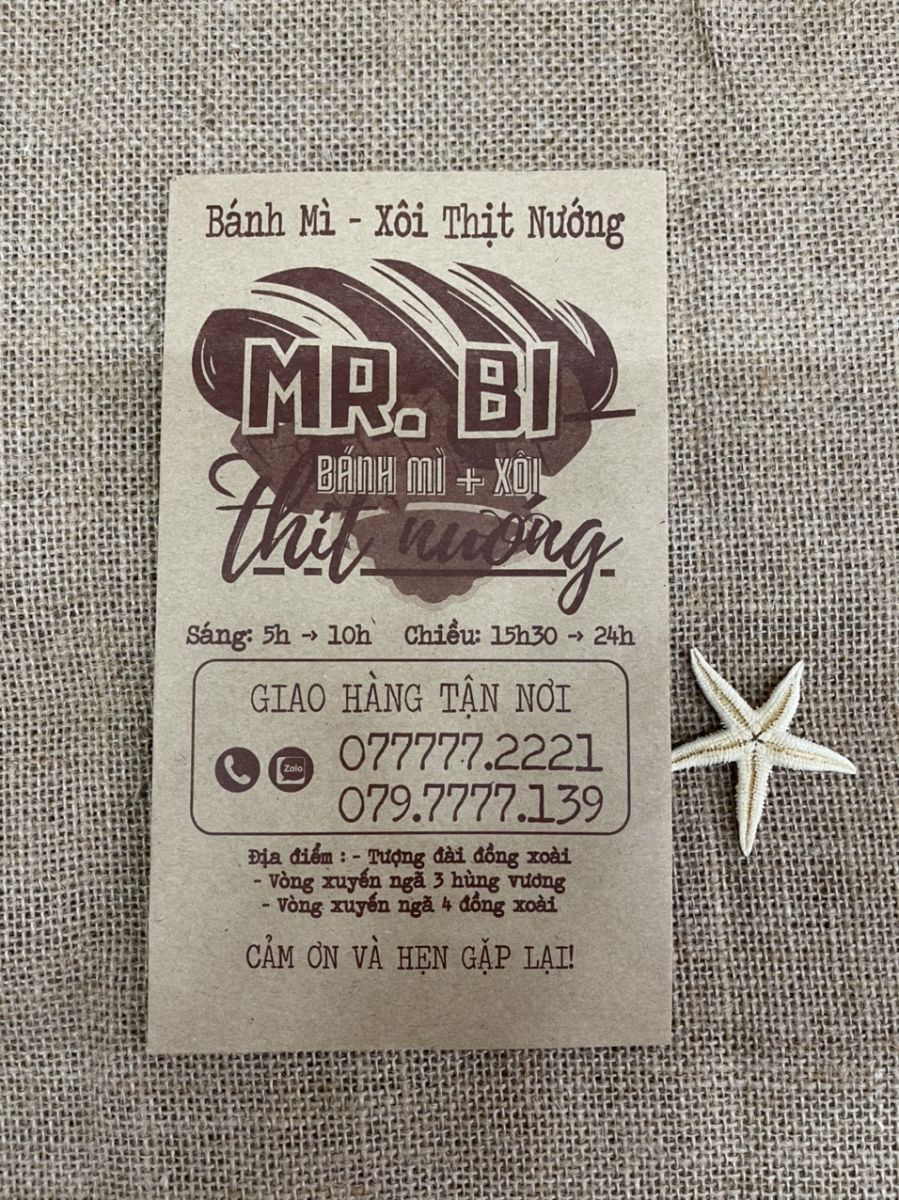 Bánh Mì - Xôi Thịt Nướng
MR. BI
BÁNH MÌ + XÔI
thịt nướng
Sáng: 5h → 10h Chiều: 15h30 → 24h
GIAO HÀNG TẬN NƠI
077777.2221
Zalo
079.7777.139
Địa điểm : - Tượng đài đồng xoài
- Vòng xuyến ngã 3 hùng vương
- Vòng xuyến ngã 4 đồng xoài
CẢM ƠN VÀ HẸN GẶP LẠI!